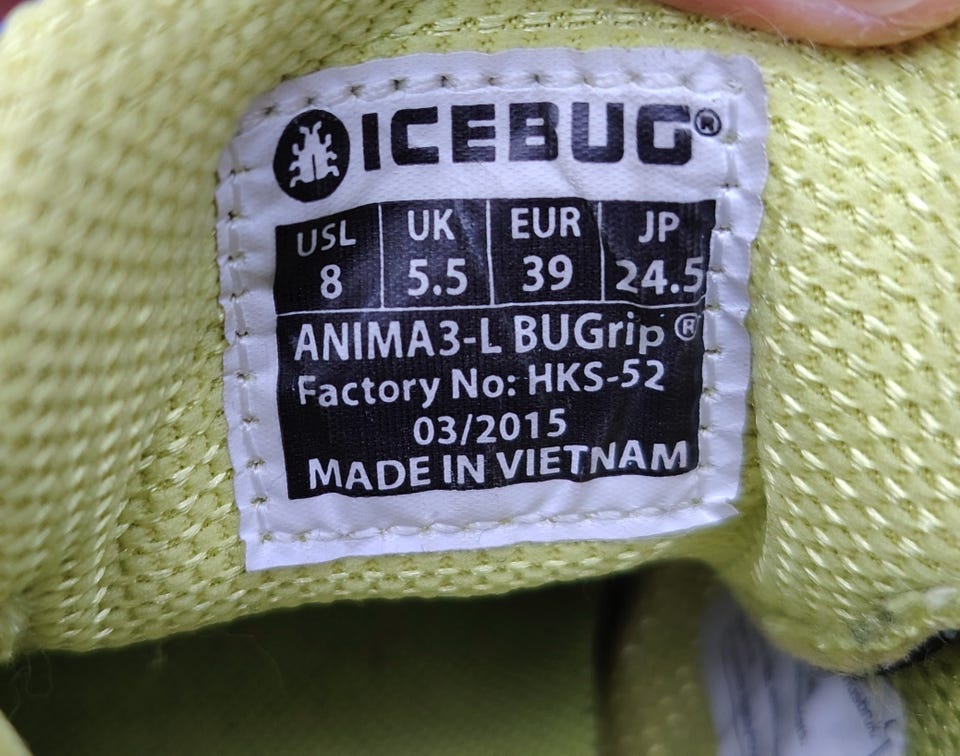 ICEBUG®
USL UK EUR JP
8 5.5 39 24.5
ANIMA3-L BUGrip®
Factory No: HKS-52
03/2015
MADE IN VIETNAM